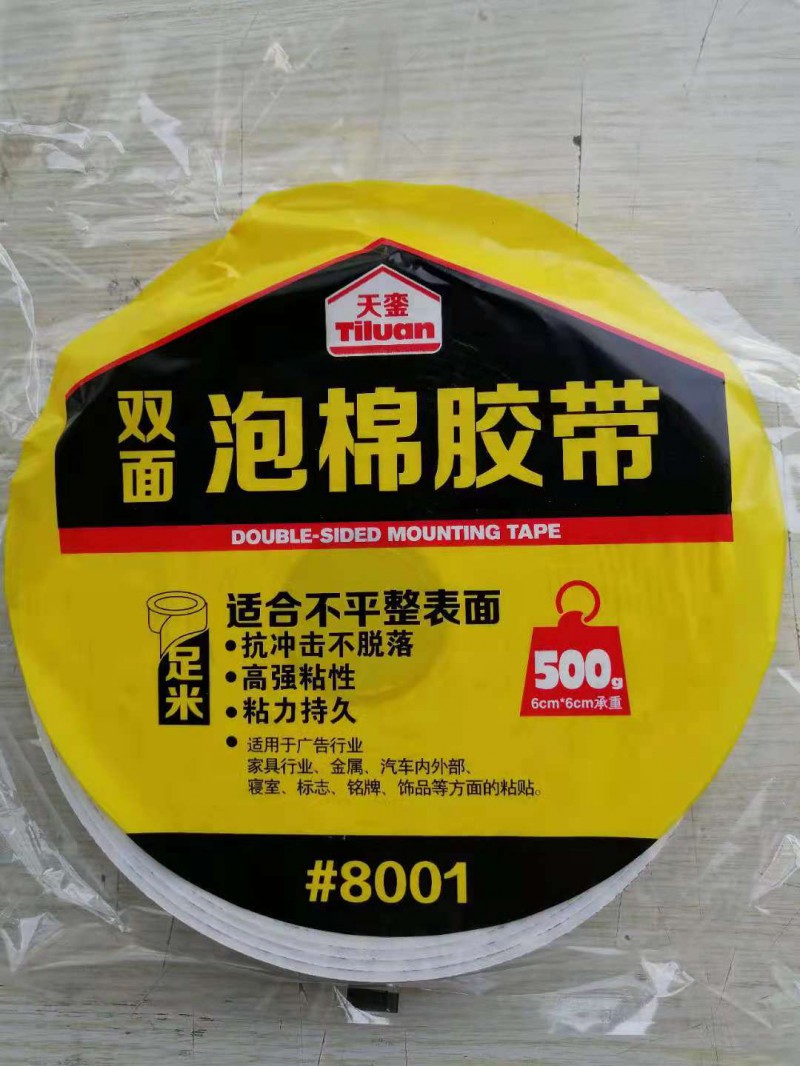 天銮
Tiluan
双面 泡棉胶带
DOUBLE-SIDED MOUNTING TAPE
足米
适合不平整表面
•抗冲击不脱落
•高强粘性
•粘力持久
•适用于广告行业
家具行业、金属、汽车内外部、
寝室、标志、铭牌、饰品等方面的粘贴。
500g
6cm*6cm承重
#8001